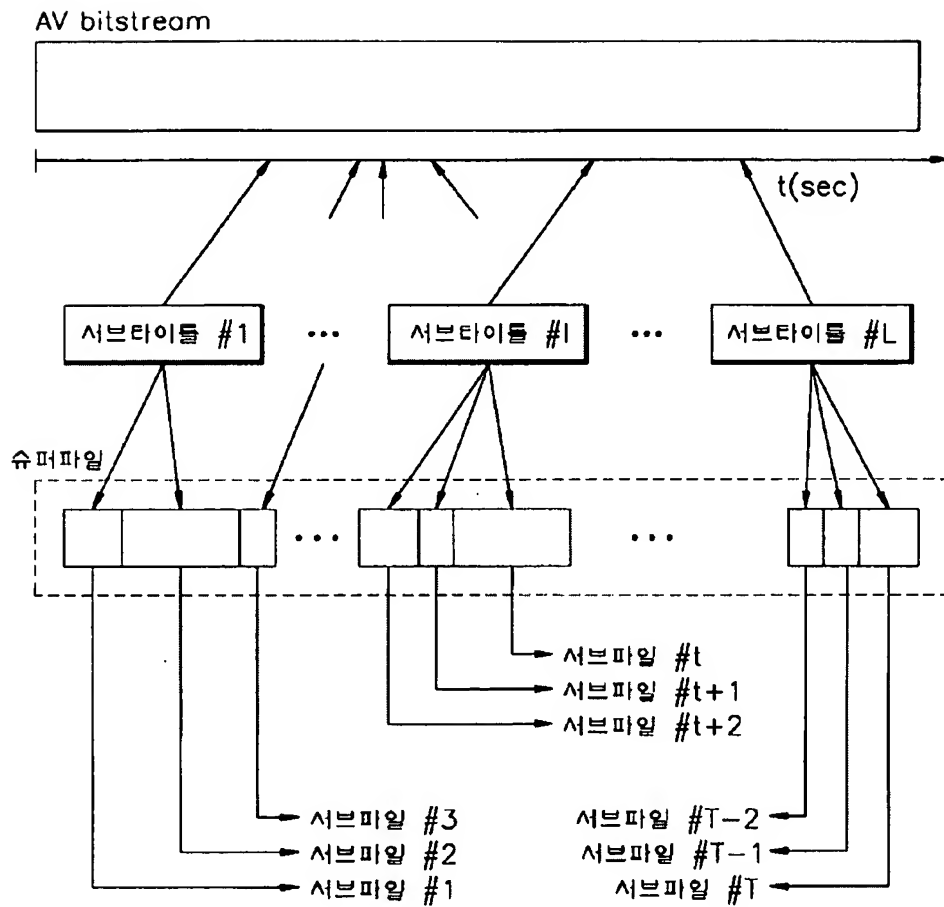 AV bitstream
t(sec)
서브타이틀 #1
...
서브타이틀 #l
...
서브타이틀 #L
슈퍼파일
...
...
서브파일 #t
서브파일 #t+1
서브파일 #t+2
서브파일 #3
서브파일 #2
서브파일 #1
서브파일 #T-2
서브파일 #T-1
서브파일 #T